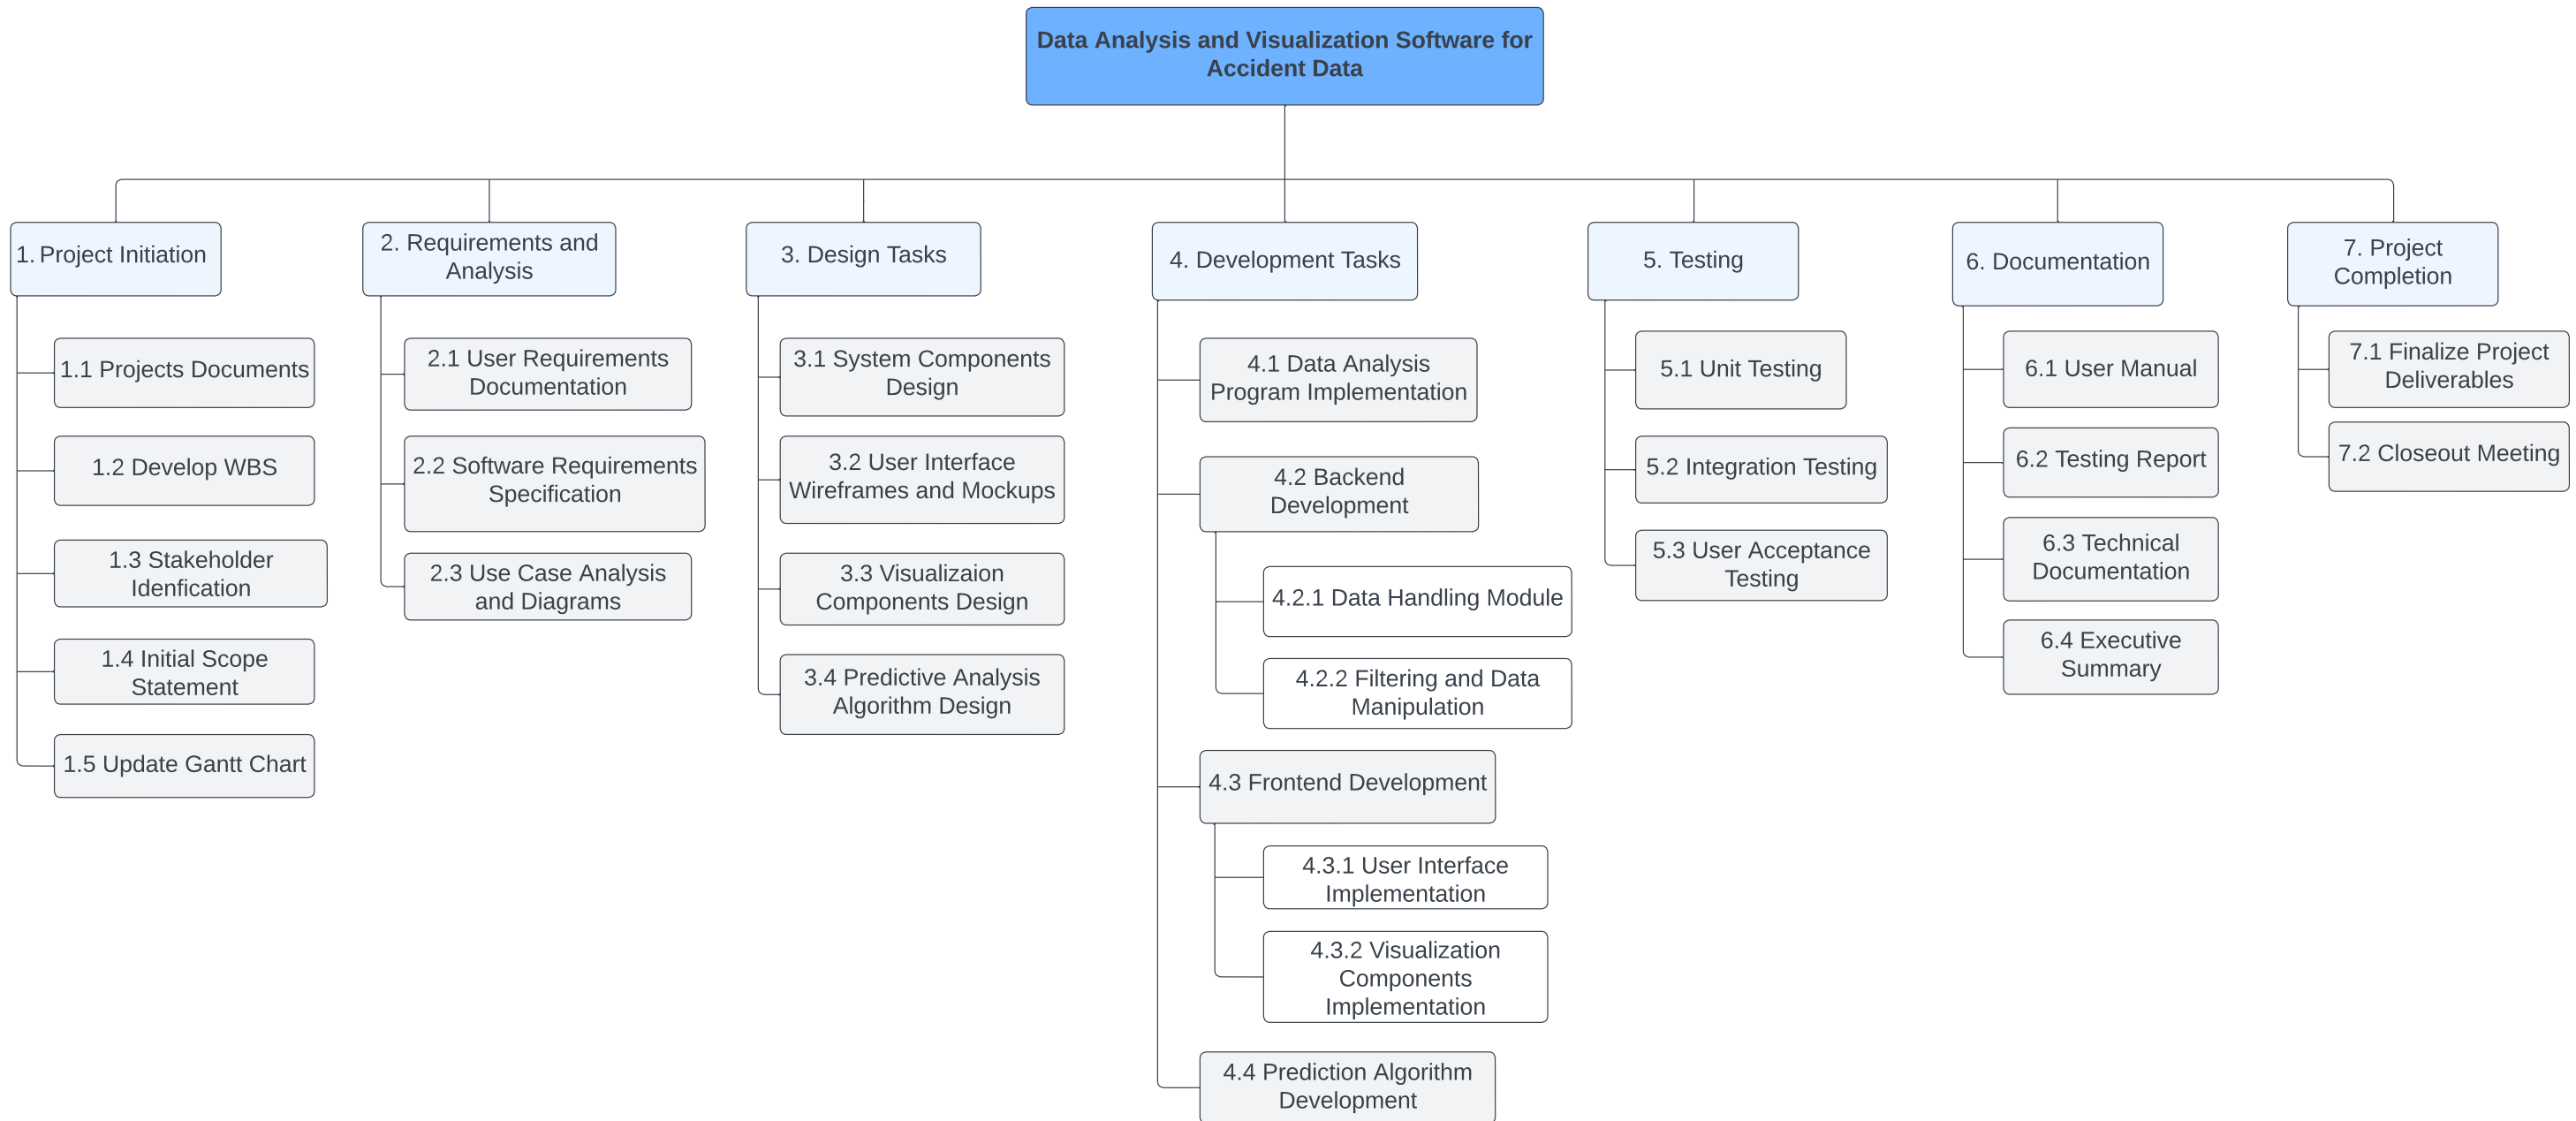 Data Analysis and Visualization Software for
Accident Data
1. Project Initiation
1.1 Projects Documents
1.2 Develop WBS
1.3 Stakeholder
Idenfication
1.4 Initial Scope
Statement
1.5 Update Gantt Chart
2. Requirements and
Analysis
2.1 User Requirements
Documentation
2.2 Software Requirements
Specification
2.3 Use Case Analysis
and Diagrams
3. Design Tasks
3.1 System Components
Design
3.2 User Interface
Wireframes and Mockups
3.3 Visualizaion
Components Design
3.4 Predictive Analysis
Algorithm Design
4. Development Tasks
4.1 Data Analysis
Program Implementation
4.2 Backend
Development
4.2.1 Data Handling Module
4.2.2 Filtering and Data
Manipulation
4.3 Frontend Development
4.3.1 User Interface
Implementation
4.3.2 Visualization
Components
Implementation
4.4 Prediction Algorithm
Development
5. Testing
5.1 Unit Testing
5.2 Integration Testing
5.3 User Acceptance
Testing
6. Documentation
6.1 User Manual
6.2 Testing Report
6.3 Technical
Documentation
6.4 Executive
Summary
7. Project
Completion
7.1 Finalize Project
Deliverables
7.2 Closeout Meeting